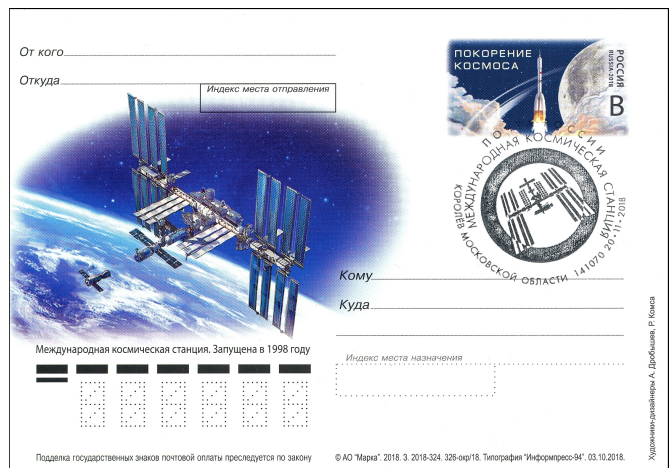 От кого
Откуда
Индекс места отправления
ПОКОРЕНИЕ
КОСМОСА
РОССИЯ
RUSSIA·2018
В
МЕЖДУНАРОДНАЯ КОСМИЧЕСКАЯ СТАНЦИЯ
КОРОЛЁВ МОСКОВСКОЙ ОБЛАСТИ 141070 20·11·2018
Кому
Куда
Международная космическая станция. Запущена в 1998 году
Индекс места назначения
Подделка государственных знаков почтовой оплаты преследуется по закону
© АО "Марка". 2018. З. 2018-324. 326-окр/18. Типография "Информпресс-94". 03.10.2018.
Художники-дизайнеры А. Дробышев, Р. Комса